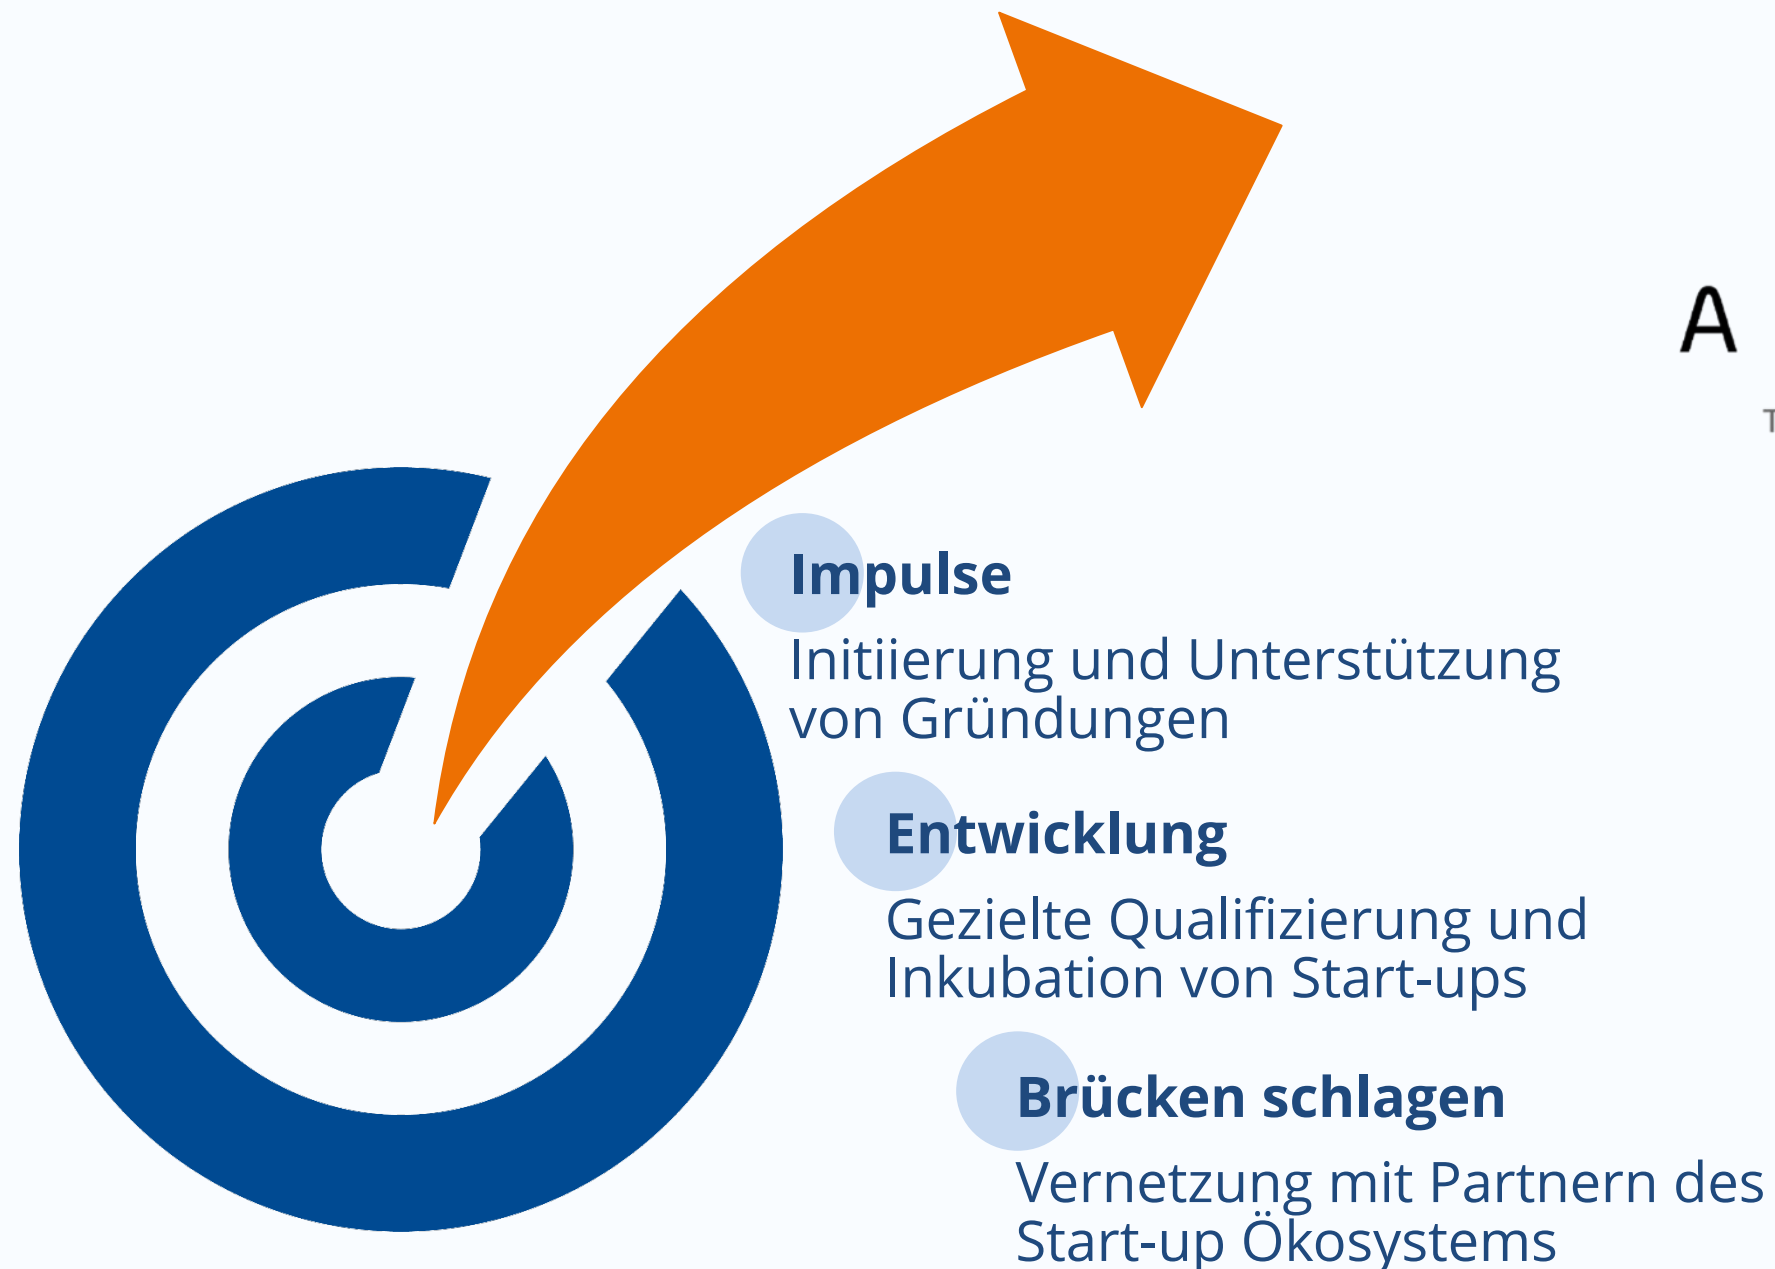 A
T
Impulse
Initiierung und Unterstützung
von Gründungen
Entwicklung
Gezielte Qualifizierung und
Inkubation von Start-ups
Brücken schlagen
Vernetzung mit Partnern des
Start-up Ökosystems